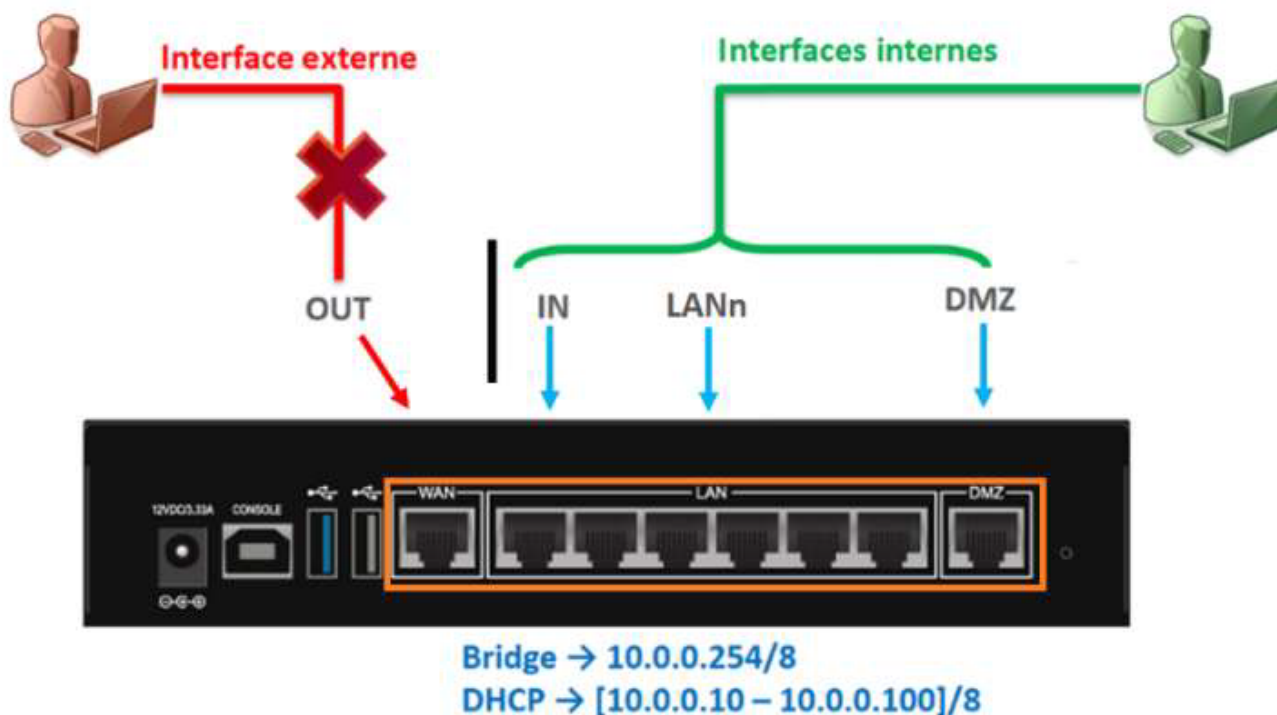 Interface externe
Interfaces internes
OUT
IN
LANn
DMZ
WAN
LAN
DMZ
12VDC/3.33A
CONSOLE
Bridge → 10.0.0.254/8
DHCP → [10.0.0.10 – 10.0.0.100]/8